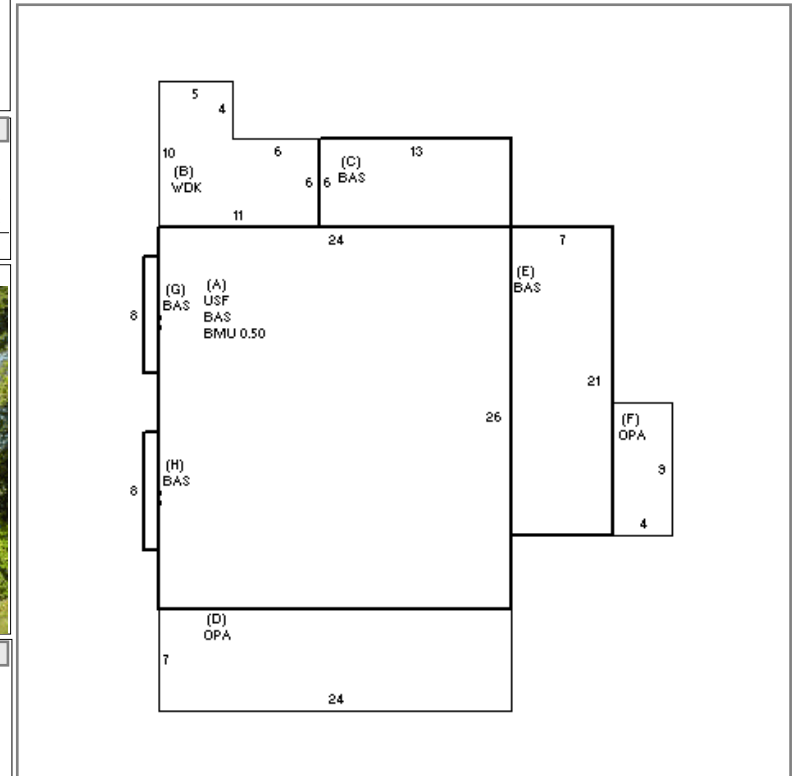 5
4
10
(B)
WDK
6
6
11
6
(C)
BAS
13
24
7
(E)
BAS
8
(G)
BAS
(A)
USF
BAS
BMU 0.50
21
26
(F)
OPA
9
4
8
(H)
BAS
(D)
OPA
7
24